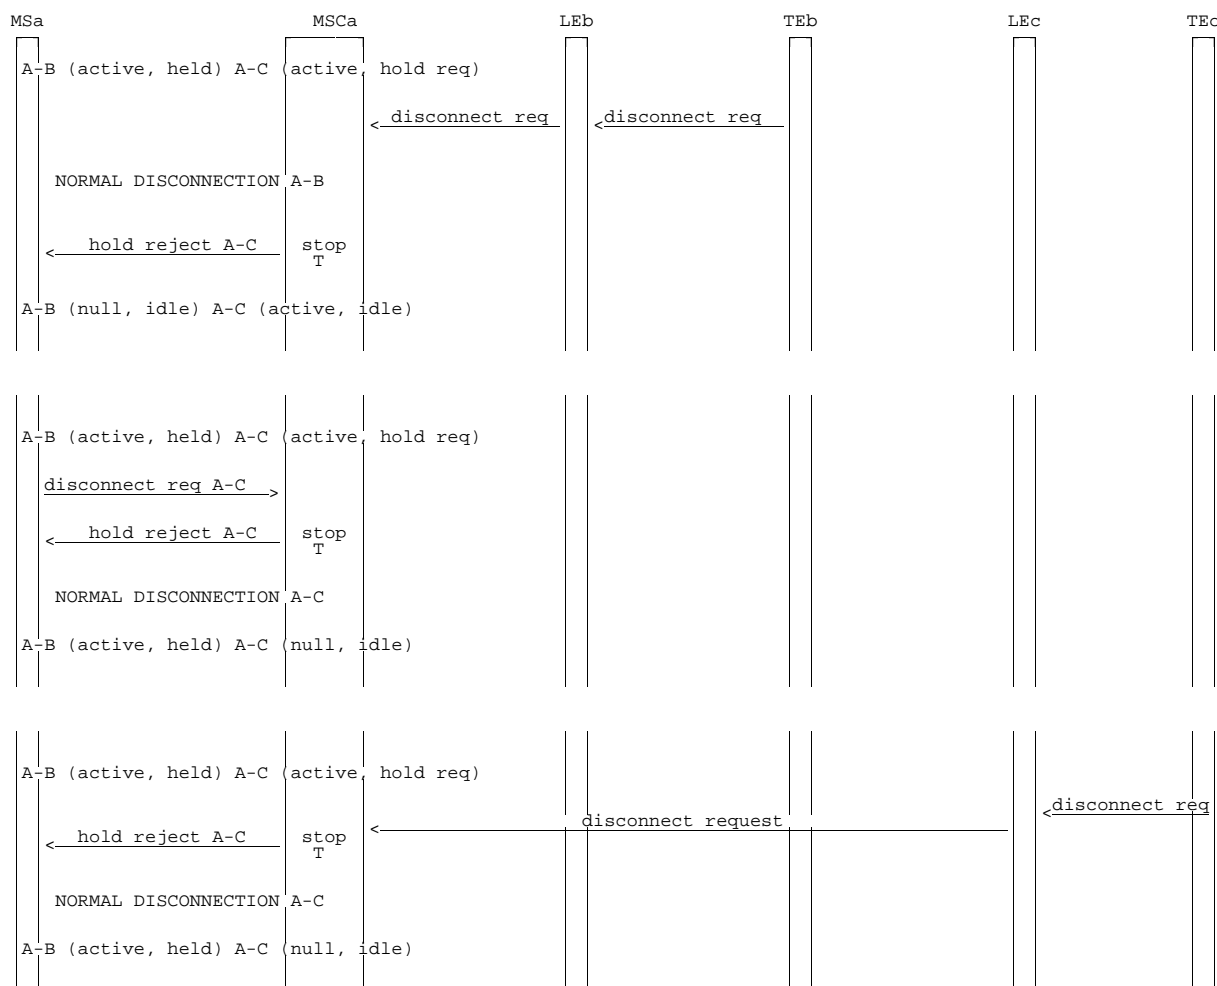 MSa MSCa LEb TEb LEc TEc
A-B (active, held) A-C (active, hold req)
disconnect req disconnect req
NORMAL DISCONNECTION A-B
hold reject A-C stop
T
A-B (null, idle) A-C (active, idle)
A-B (active, held) A-C (active, hold req)
disconnect req A-C
hold reject A-C stop
T
NORMAL DISCONNECTION A-C
A-B (active, held) A-C (null, idle)
A-B (active, held) A-C (active, hold req)
disconnect req
disconnect request
hold reject A-C stop
T
NORMAL DISCONNECTION A-C
A-B (active, held) A-C (null, idle)